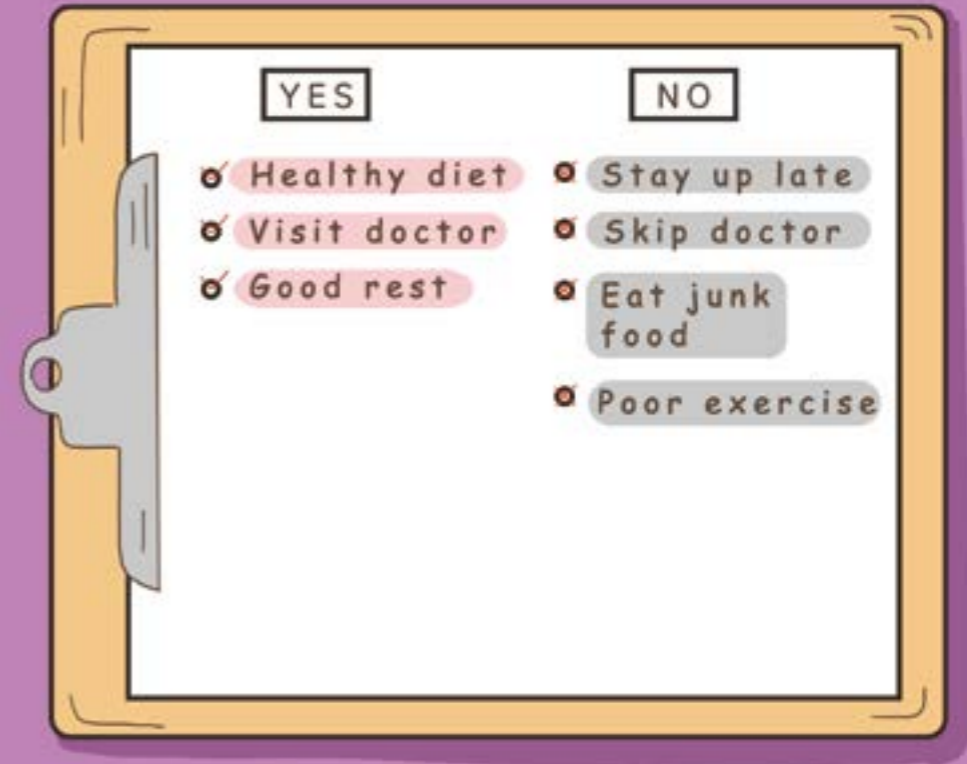 YES
Healthy diet
Visit doctor
Good rest
NO
Stay up late
Skip doctor
Eat junk
food
Poor exercise